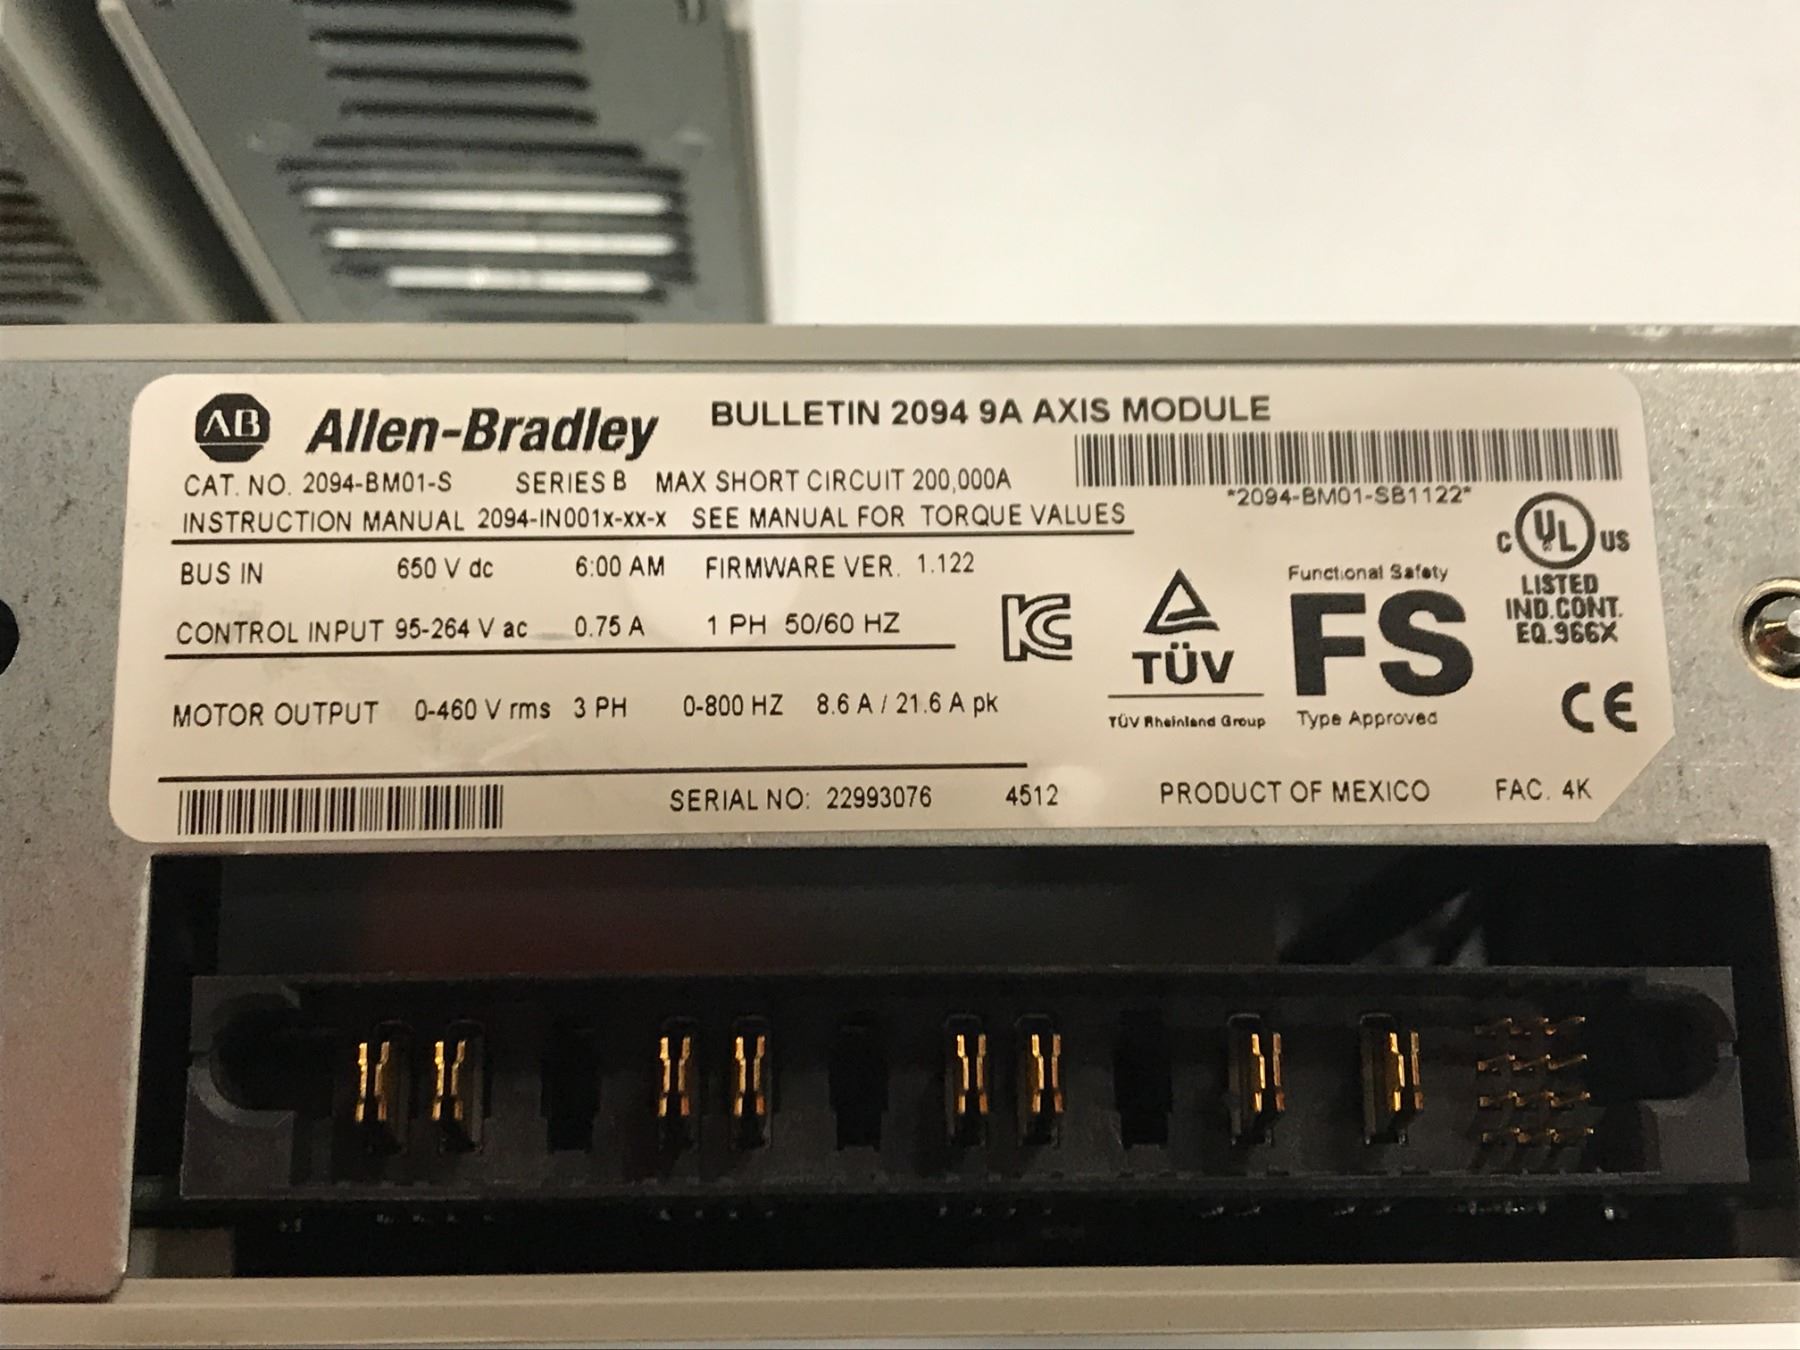 AB Allen-Bradley BULLETIN 2094 9A AXIS MODULE
CAT. NO. 2094-BM01-S SERIES B MAX SHORT CIRCUIT 200,000A
*2094-BM01-SB1122*
INSTRUCTION MANUAL 2094-IN001x-xx-x SEE MANUAL FOR TORQUE VALUES
BUS IN 650 V dc 6:00 AM FIRMWARE VER. 1.122
CONTROL INPUT 95-264 V ac 0.75 A 1 PH 50/60 HZ
MOTOR OUTPUT 0-460 V rms 3 PH 0-800 HZ 8.6 A / 21.6 A pk
KC
TÜV
TÜV Rheinland Group
Functional Safety
FS
Type Approved
C UL US
LISTED
IND.CONT.
EQ.966X
CE
SERIAL NO: 22993076 4512 PRODUCT OF MEXICO FAC. 4K